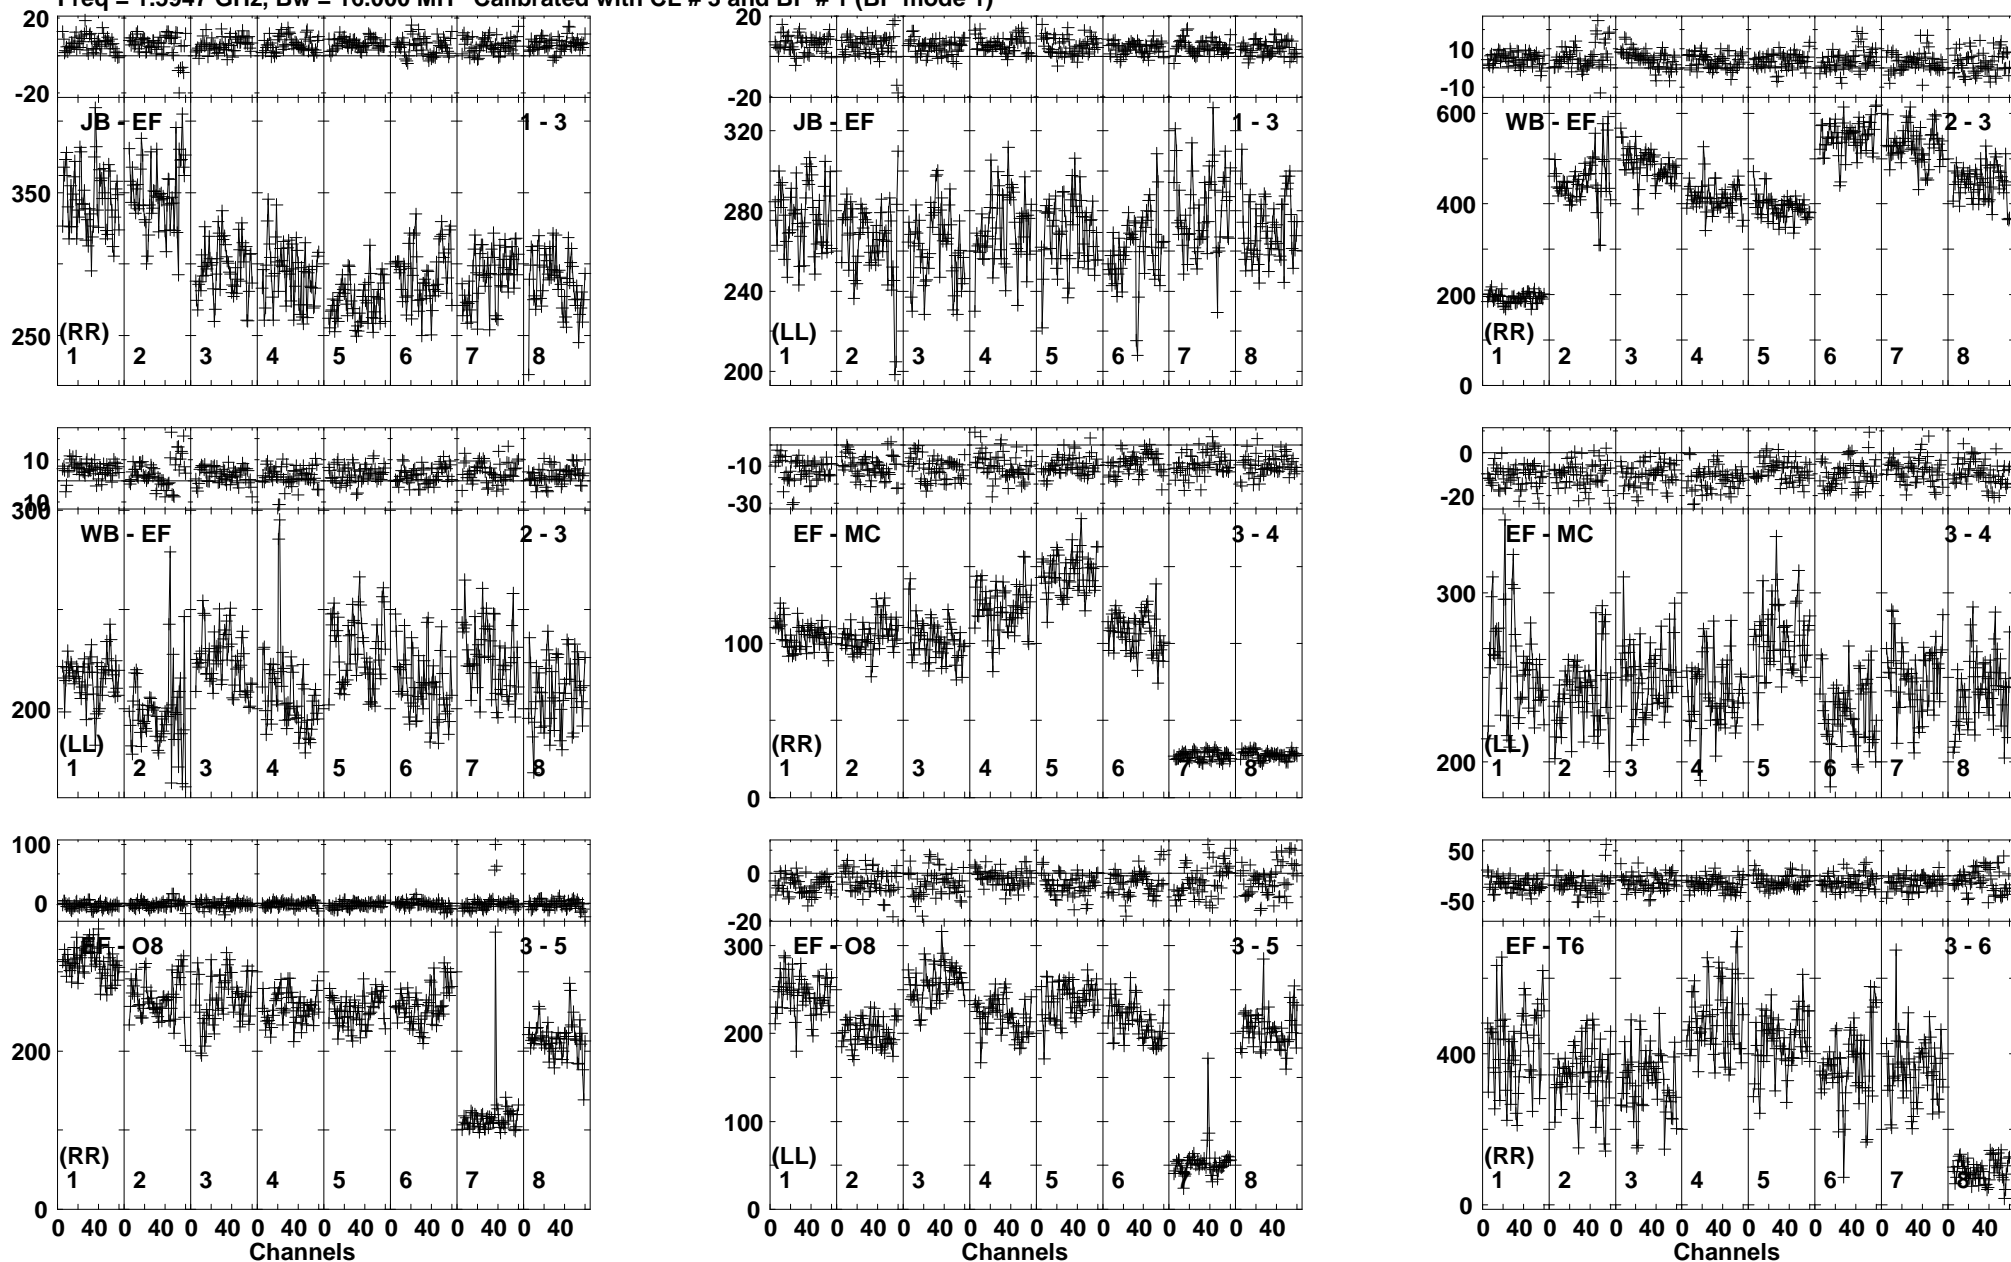 Freq = 1.5947 GHz, Bw = 16.000 MH Calibrated with CL # 3 and BP # 1 (BP mode 1)
20 20
10
-20 -20 -10
JB - EF 1 - 3 JB - EF 1 - 3 WB - EF 2 - 3
350 320 600
280 400
250 240 200
200 0
(RR) (LL) (RR)
1 2 3 4 5 6 7 8 1 2 3 4 5 6 7 8 1 2 3 4 5 6 7 8
10 -10 0
-30 -20
300
WB - EF 2 - 3 EF - MC 3 - 4 EF - MC 3 - 4
200 100 300
0 200
(LL) (RR) (LL)
1 2 3 4 5 6 7 8 1 2 3 4 5 6 7 8 1 2 3 4 5 6 7 8
100 0 50
0 -20 -50
EF - O8 3 - 5 EF - O8 3 - 5 EF - T6 3 - 6
200 300 400
200
100
0 0 0
(RR) (LL) (RR)
1 2 3 4 5 6 7 8 1 2 3 4 5 6 7 8 1 2 3 4 5 6 7 8
0 40 0 40 0 40 0 40 0 40 0 40 0 40 0 40 0 40 0 40 0 40 0 40 0 40 0 40 0 40 0 40 0 40 0 40 0 40 0 40 0 40 0 40 0 40 0 40
Channels Channels Channels